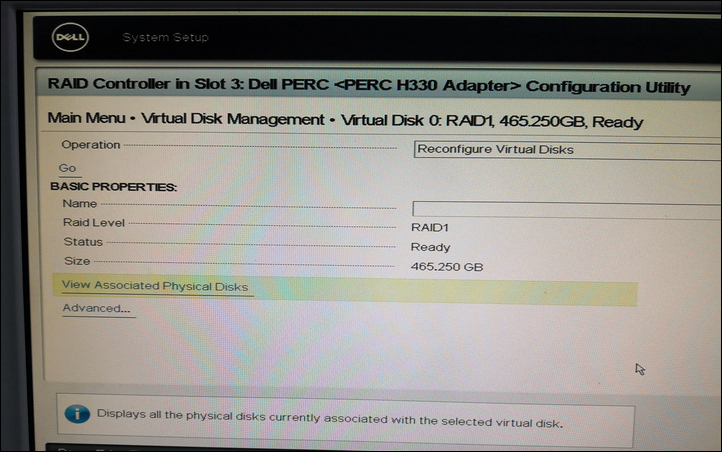 DELL System Setup
RAID Controller in Slot 3: Dell PERC <PERC H330 Adapter> Configuration Utility
Main Menu • Virtual Disk Management • Virtual Disk 0: RAID1, 465.250GB, Ready
Operation Reconfigure Virtual Disks
Go
BASIC PROPERTIES:
Name
Raid Level RAID1
Status Ready
Size 465.250 GB
View Associated Physical Disks
Advanced...
Displays all the physical disks currently associated with the selected virtual disk.